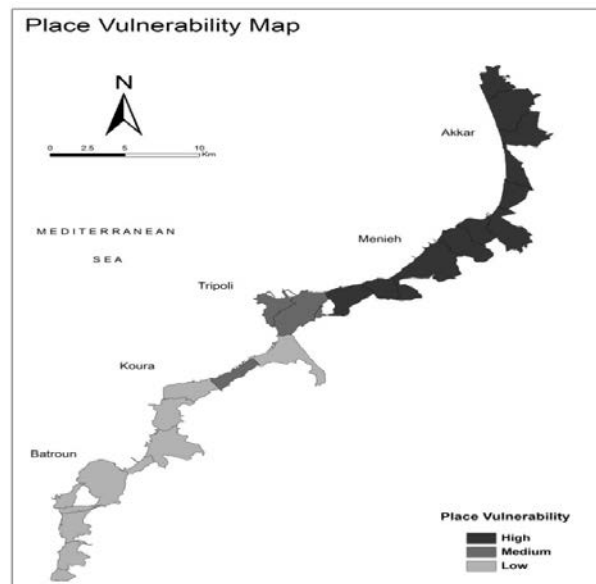 Place Vulnerability Map
N
0 2.5 5 10
Km
Akkar
MEDITERRANEAN
SEA
Menieh
Tripoli
Koura
Batroun
Place Vulnerability
High
Medium
Low